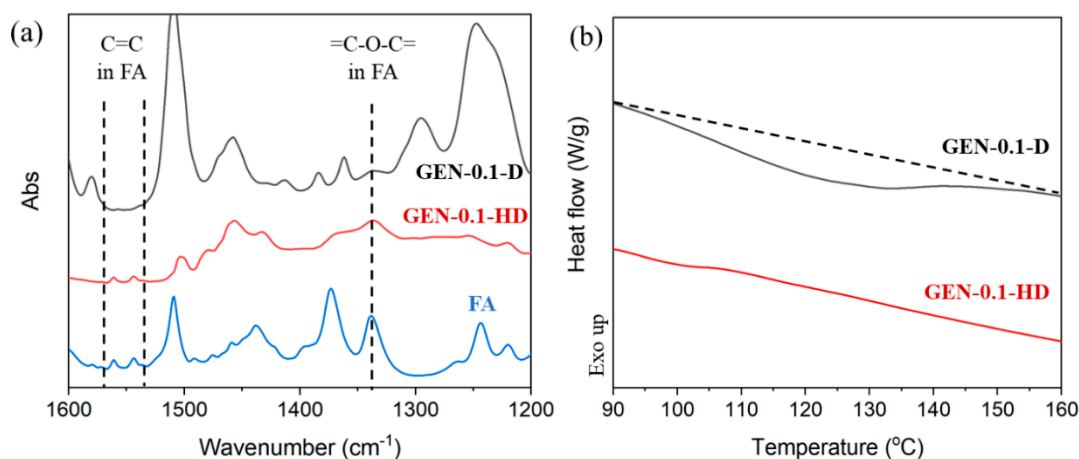 (a)
C=C
in FA
=C-O-C=
in FA
GEN-0.1-D
GEN-0.1-HD
FA
Abs
1600 1500 1400 1300 1200
Wavenumber (cm⁻¹)
(b)
GEN-0.1-D
GEN-0.1-HD
Heat flow (W/g)
Exo up
90 100 110 120 130 140 150 160
Temperature (ºC)